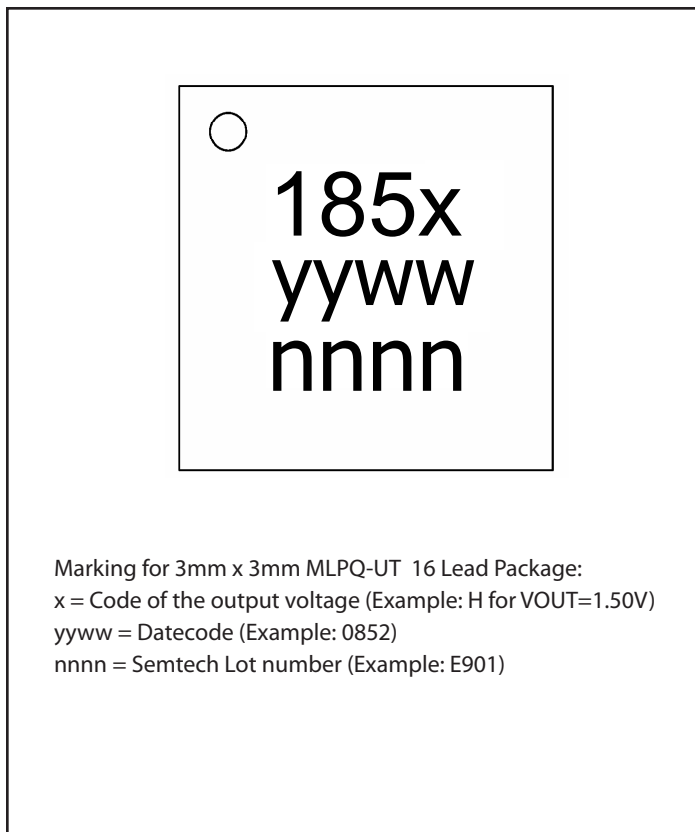 185x
yyww
nnnn
Marking for 3mm x 3mm MLPQ-UT 16 Lead Package:
x = Code of the output voltage (Example: H for VOUT=1.50V)
yyww = Datecode (Example: 0852)
nnnn = Semtech Lot number (Example: E901)